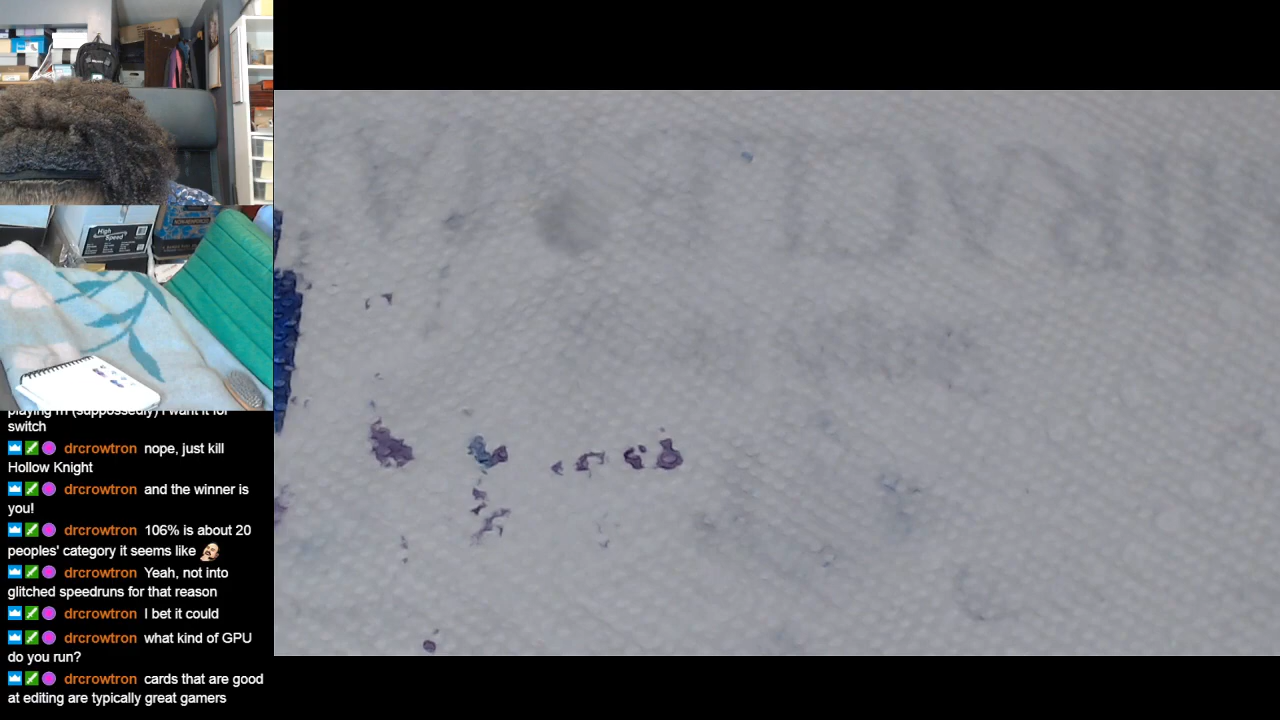 High
Speed
playing in (suppossedly) I want it for
switch
drcrowtron nope, just kill
Hollow Knight
drcrowtron and the winner is
you!
drcrowtron 106% is about 20
peoples' category it seems like
drcrowtron Yeah, not into
glitched speedruns for that reason
drcrowtron I bet it could
drcrowtron what kind of GPU
do you run?
drcrowtron cards that are good
at editing are typically great gamers